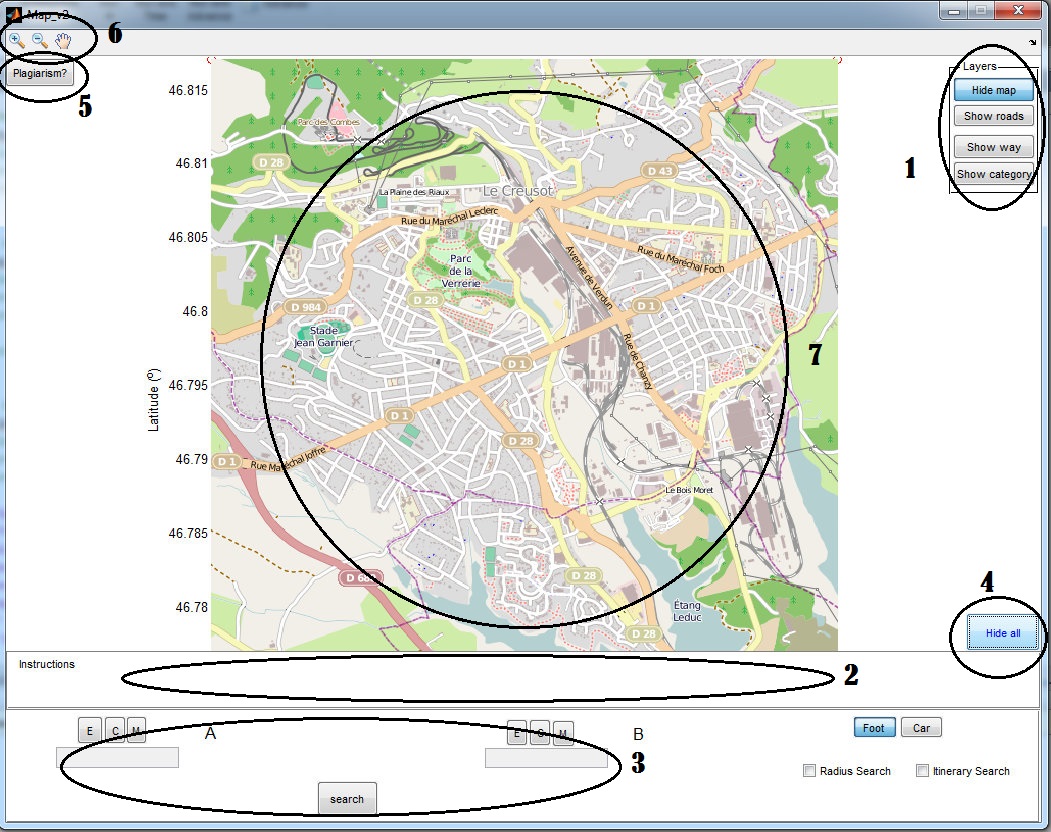 Map_v2
6
Plagiarism?
5
Layers
Hide map
Show roads
Show way
Show category
1
46.815
46.81
46.805
46.8
46.795
46.79
46.785
46.78
Latitude (º)
Parc des Combes
D 28
D 43
La Plaine des Riaux
Le Creusot
Rue du Maréchal Leclerc
Parc
de la
Verrerie
Avenue de Verdun
Rue du Maréchal Foch
D 28
D 984
D 1
Stade
Jean Garnier
Rue de Chanzy
7
D 1
D 1
D 28
D 1
Rue Maréchal Joffre
Le Bois Moret
D 28
Étang
Leduc
D 28
4
Hide all
Instructions
2
E
C
M
A
E
C
M
B
Foot
Car
3
Radius Search
Itinerary Search
search